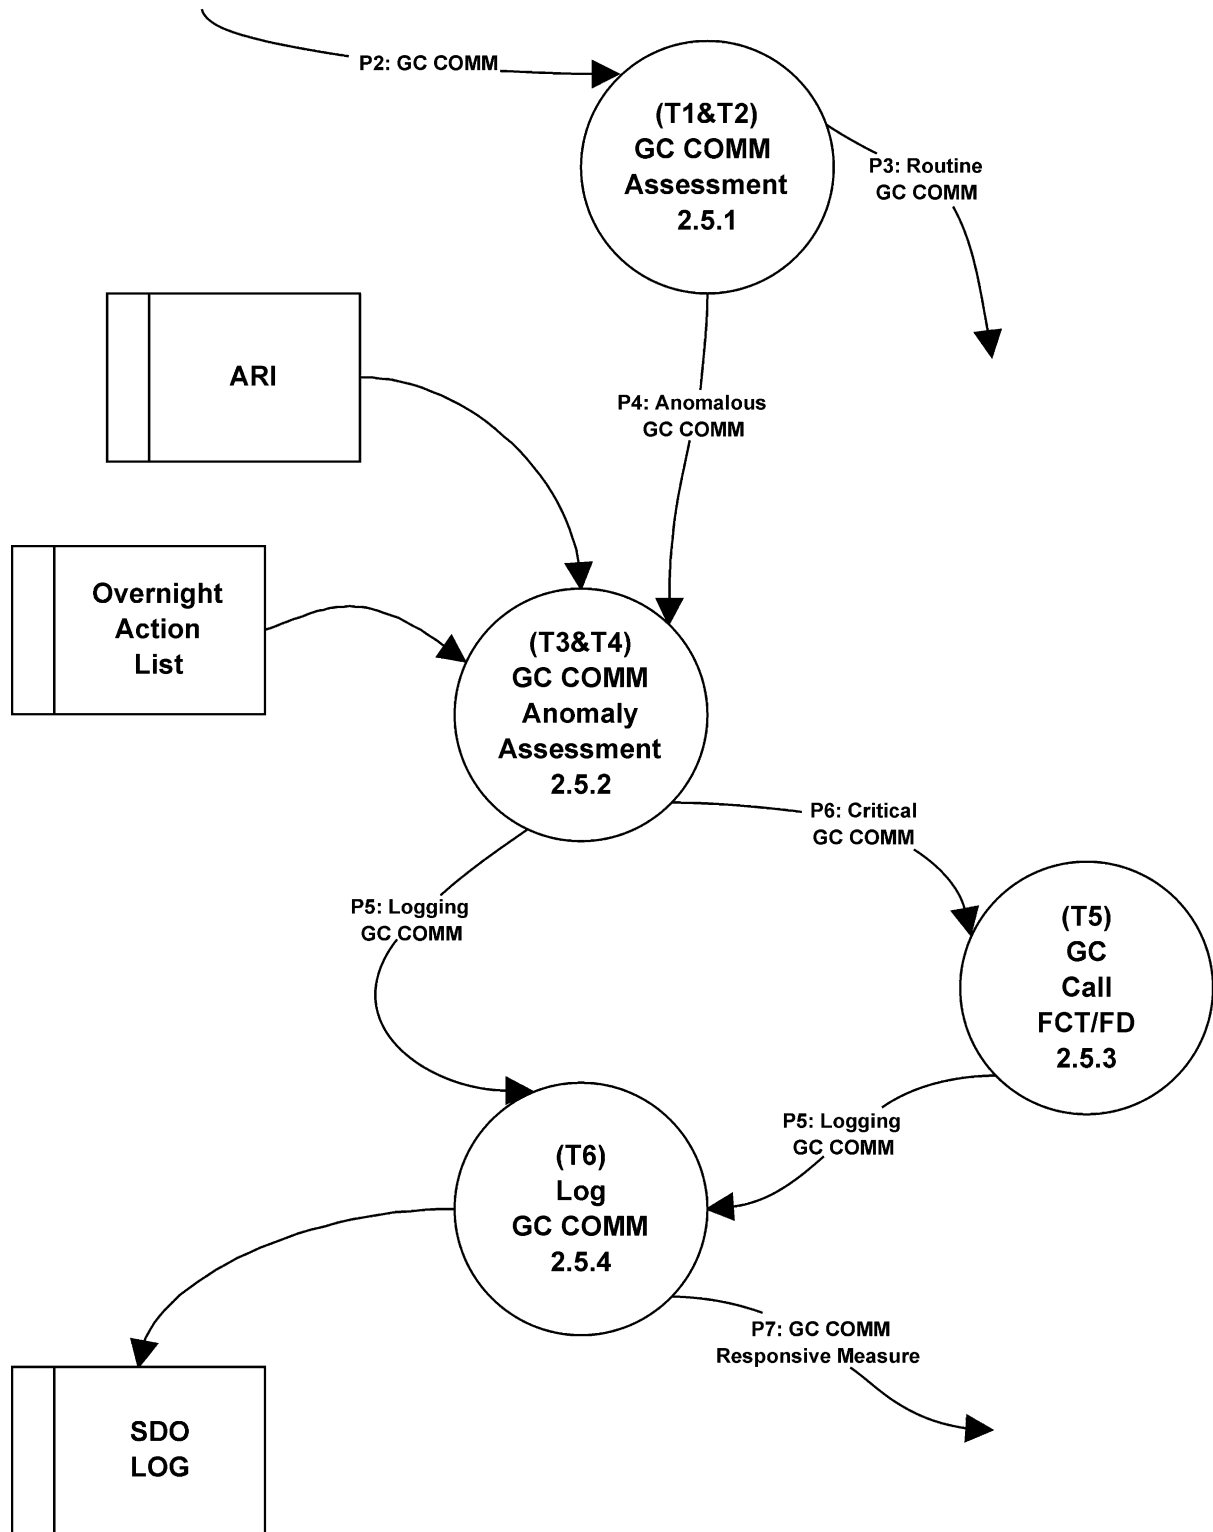 P2: GC COMM
(T1&T2)
GC COMM
Assessment
2.5.1
P3: Routine
GC COMM
ARI
P4: Anomalous
GC COMM
Overnight
Action
List
(T3&T4)
GC COMM
Anomaly
Assessment
2.5.2
P6: Critical
GC COMM
P5: Logging
GC COMM
(T5)
GC
Call
FCT/FD
2.5.3
P5: Logging
GC COMM
(T6)
Log
GC COMM
2.5.4
P7: GC COMM
Responsive Measure
SDO
LOG